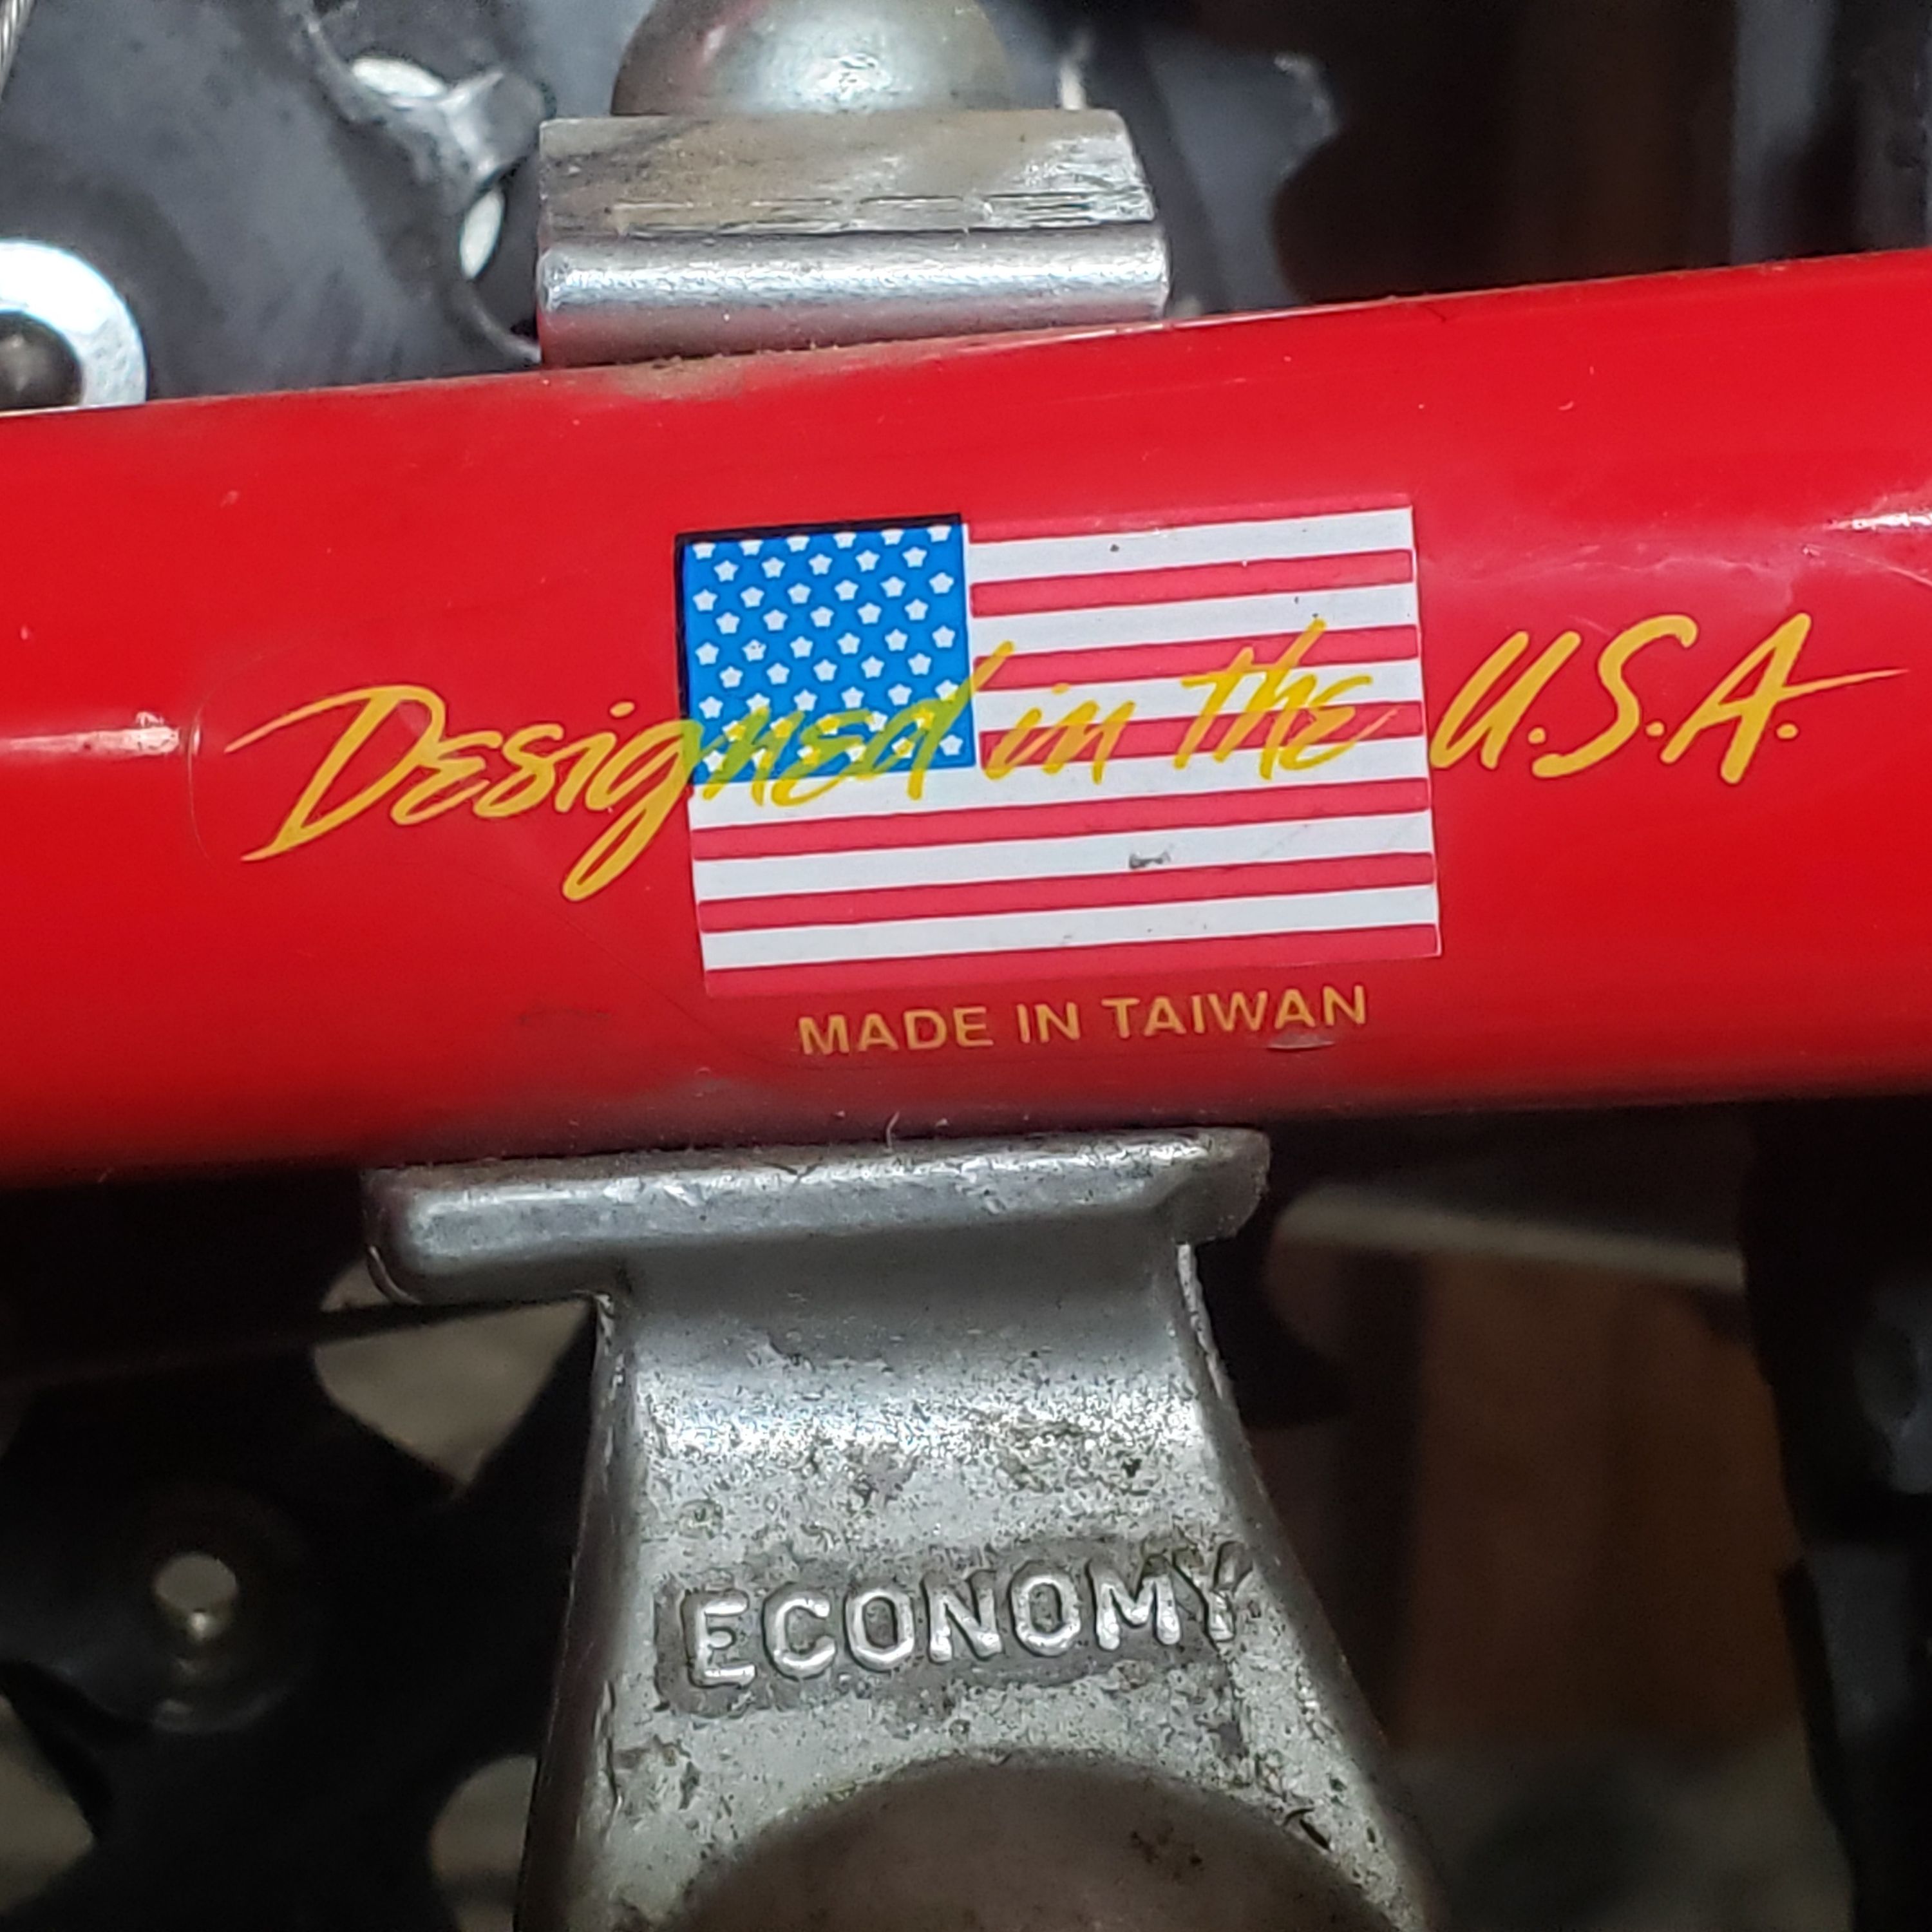 Designed in the U.S.A.
MADE IN TAIWAN
ECONOMY